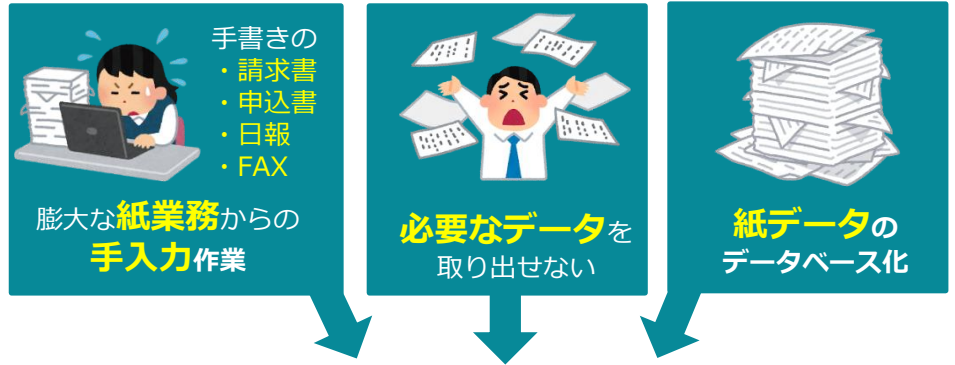 手書きの
・請求書
・申込書
・日報
・FAX
膨大な紙業務からの
手入力作業
必要なデータを
取り出せない
紙データの
データベース化